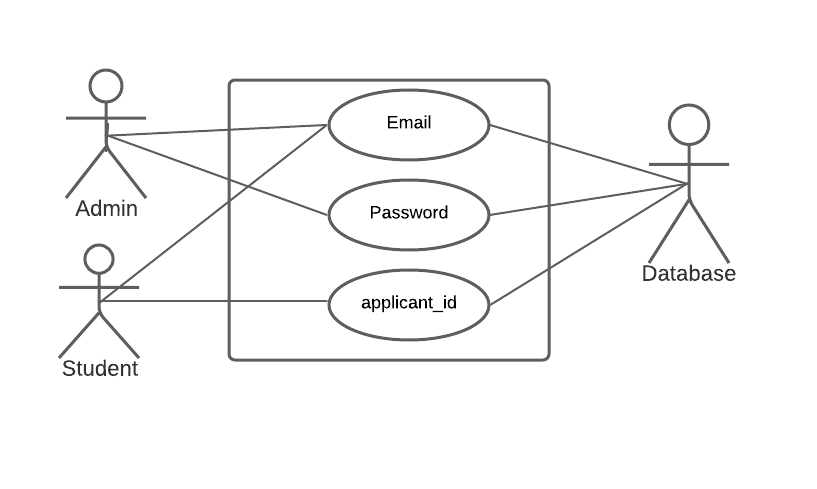 Email
Password
applicant_id
Admin
Student
Database